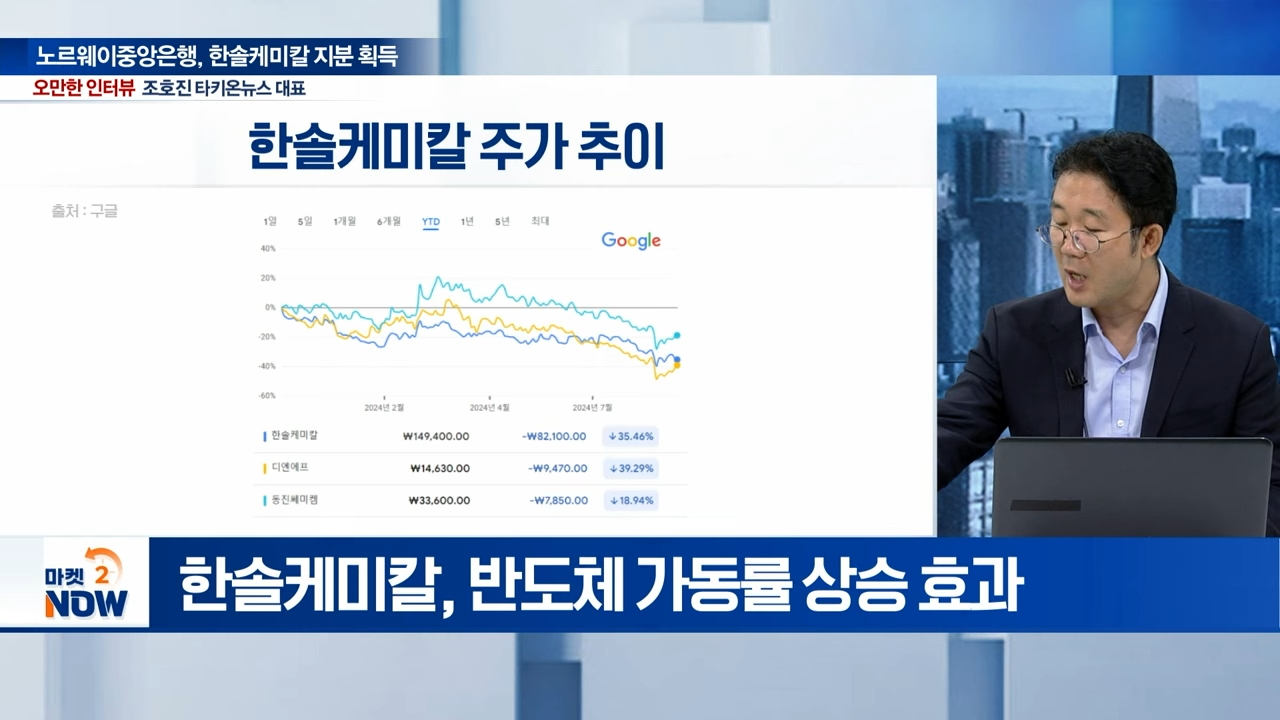 노르웨이중앙은행, 한솔케미칼 지분 획득
오만한 인터뷰 조호진 타키온뉴스 대표
한솔케미칼 주가 추이
출처 : 구글
1일 5일 1개월 6개월 YTD 1년 5년 최대
Google
40%
20%
0%
-20%
-40%
-60%
2024년 2월 2024년 4월 2024년 7월
한솔케미칼 ₩149,400.00 -₩82,100.00 ↓35.46%
디엔에프 ₩14,630.00 -₩9,470.00 ↓39.29%
동진쎄미켐 ₩33,600.00 -₩7,850.00 ↓18.94%
마켓 2
NOW
한솔케미칼, 반도체 가동률 상승 효과